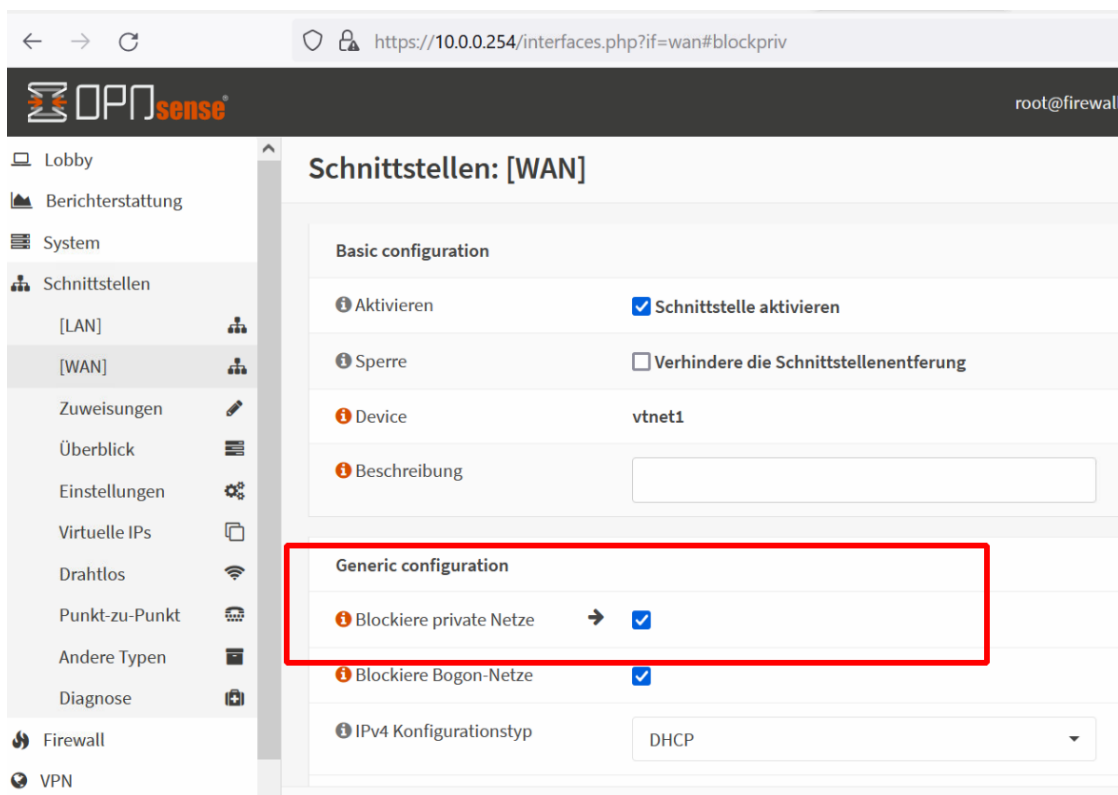 https://10.0.0.254/interfaces.php?if=wan#blockpriv
OPNsense
root@firewall
Lobby
Berichterstattung
System
Schnittstellen
[LAN]
[WAN]
Zuweisungen
Überblick
Einstellungen
Virtuelle IPs
Drahtlos
Punkt-zu-Punkt
Andere Typen
Diagnose
Firewall
VPN
Schnittstellen: [WAN]
Basic configuration
Aktivieren
Schnittstelle aktivieren
Sperre
Verhindere die Schnittstellenentferung
Device
vtnet1
Beschreibung
Generic configuration
Blockiere private Netze
Blockiere Bogon-Netze
IPv4 Konfigurationstyp
DHCP